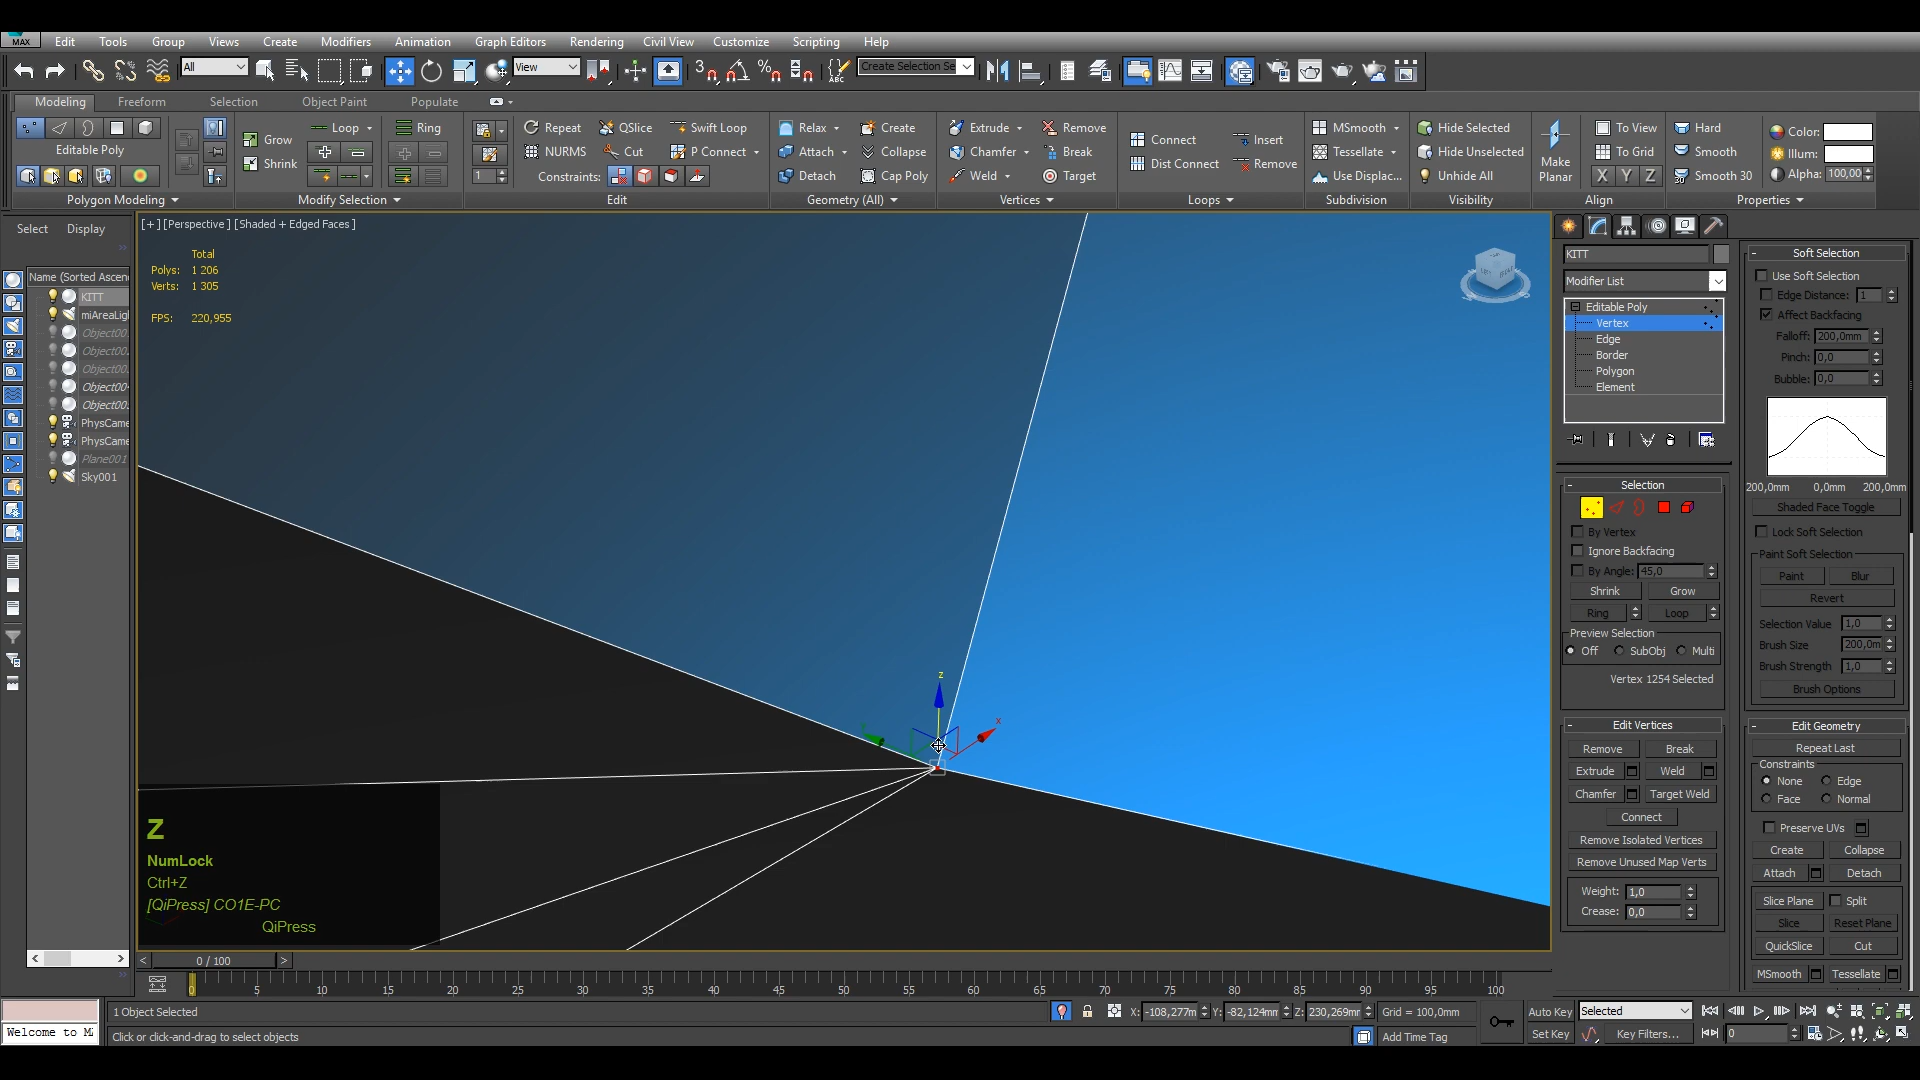 MAX Edit Tools Group Views Create Modifiers Animation Graph Editors Rendering Civil View Customize Scripting Help
All View Create Selection Se
Modeling Freeform Selection Object Paint Populate
Editable Poly
Polygon Modeling
Grow Loop Ring
Shrink
Modify Selection
1
Repeat QSlice Swift Loop
NURMS Cut P Connect
Constraints:
Edit
Relax Create
Attach Collapse
Detach Cap Poly
Geometry (All)
Extrude Remove
Chamfer Break
Weld Target
Vertices
Connect Insert
Dist Connect Remove
Loops
MSmooth
Tessellate
Use Displac...
Subdivision
Hide Selected
Hide Unselected
Unhide All
Visibility
Make Planar
To View
To Grid
X Y Z
Align
Hard
Smooth
Smooth 30
Color:
Illum:
Alpha: 100,00
Properties
Select Display
Name (Sorted Ascen
KITT
miAreaLig
Object00
Object00
Object00
Object00
Object00
PhysCame
PhysCame
Plane001
Sky001
[+] [Perspective] [Shaded + Edged Faces]
Total
Polys: 1 206
Verts: 1 305
FPS: 220,955
z
x
Z
NumLock
Ctrl+Z
[QiPress] CO1E-PC
QiPress
KITT
Modifier List
Editable Poly
Vertex
Edge
Border
Polygon
Element
Selection
By Vertex
Ignore Backfacing
By Angle: 45,0
Shrink Grow
Ring Loop
Preview Selection
Off SubObj Multi
Vertex 1254 Selected
Edit Vertices
Remove Break
Extrude Weld
Chamfer Target Weld
Connect
Remove Isolated Vertices
Remove Unused Map Verts
Weight: 1,0
Crease: 0,0
Soft Selection
Use Soft Selection
Edge Distance: 1
Affect Backfacing
Falloff: 200,0mm
Pinch: 0,0
Bubble: 0,0
200,0mm 0,0mm 200,0mm
Shaded Face Toggle
Lock Soft Selection
Paint Soft Selection
Paint Blur
Revert
Selection Value 1,0
Brush Size 200,0m
Brush Strength 1,0
Brush Options
Edit Geometry
Repeat Last
Constraints
None Edge
Face Normal
Preserve UVs
Create Collapse
Attach Detach
Slice Plane Split
Slice Reset Plane
QuickSlice Cut
MSmooth Tessellate
< 0 / 100 >
0 5 10 15 20 25 30 35 40 45 50 55 60 65 70 75 80 85 90 95 100
1 Object Selected
X: -108,277m Y: -82,124mm Z: 230,269mm Grid = 100,0mm
Auto Key Selected
Welcome to M
Click or click-and-drag to select objects
Add Time Tag
Set Key Key Filters... 0